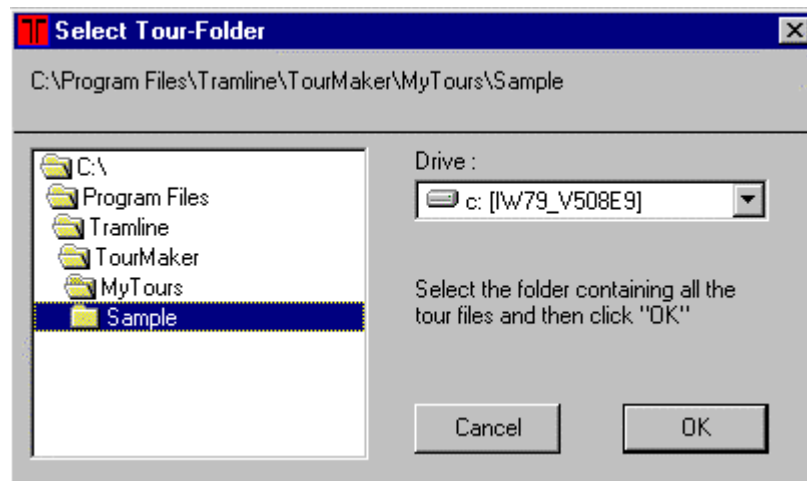 Select Tour-Folder
C:\Program Files\Tramline\TourMaker\MyTours\Sample
C:\
Program Files
Tramline
TourMaker
MyTours
Sample
Drive :
c: [IW79_V508E9]
Select the folder containing all the
tour files and then click "OK"
Cancel
OK